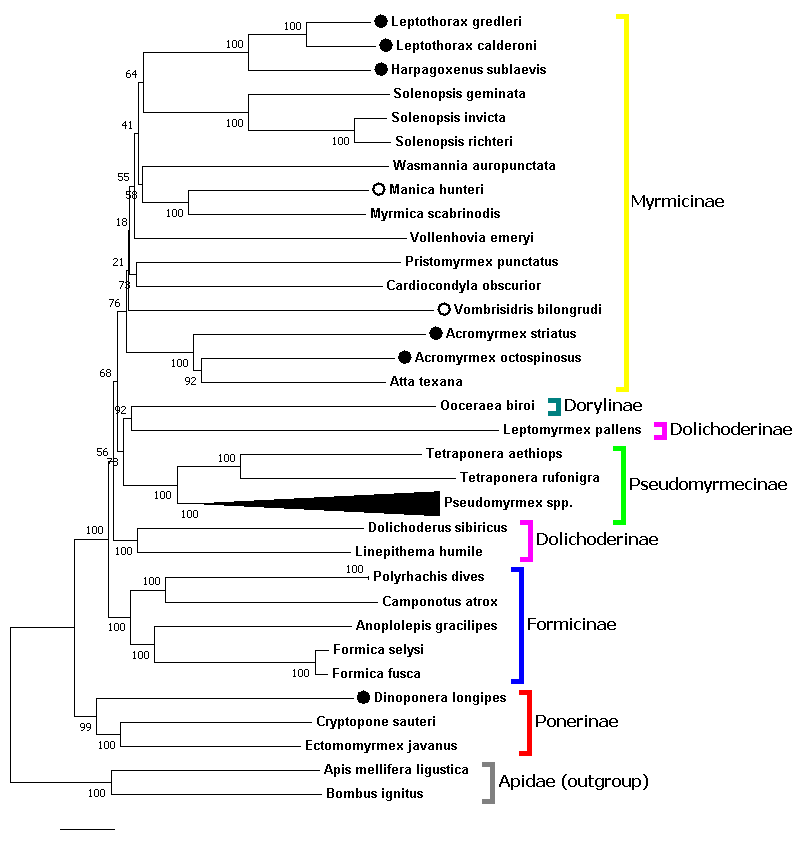 Leptothorax gredleri
100
100
Leptothorax calderoni
64
Harpagoxenus sublaevis
Solenopsis geminata
Solenopsis invicta
41
100
100
Solenopsis richteri
Wasmannia auropunctata
55
58
Manica hunteri
Myrmicinae
100
Myrmica scabrinodis
18
Vollenhovia emeryi
21
Pristomyrmex punctatus
73
Cardiocondyla obscurior
76
Vombrisidris bilongrudi
Acromyrmex striatus
100
Acromyrmex octospinosus
68
92
Atta texana
92
Ooceraea biroi
Dorylinae
Leptomyrmex pallens
Dolichoderinae
56
73
100
Tetraponera aethiops
Tetraponera rufonigra
Pseudomyrmecinae
100
100
Pseudomyrmex spp.
100
Dolichoderus sibiricus
Dolichoderinae
100
Linepithema humile
100
100
Polyrhachis dives
Camponotus atrox
100
Anoplolepis gracilipes
Formicinae
100
Formica selysi
100
Formica fusca
Dinoponera longipes
99
Cryptopone sauteri
Ponerinae
100
Ectomomyrmex javanus
Apis mellifera ligustica
Apidae (outgroup)
100
Bombus ignitus